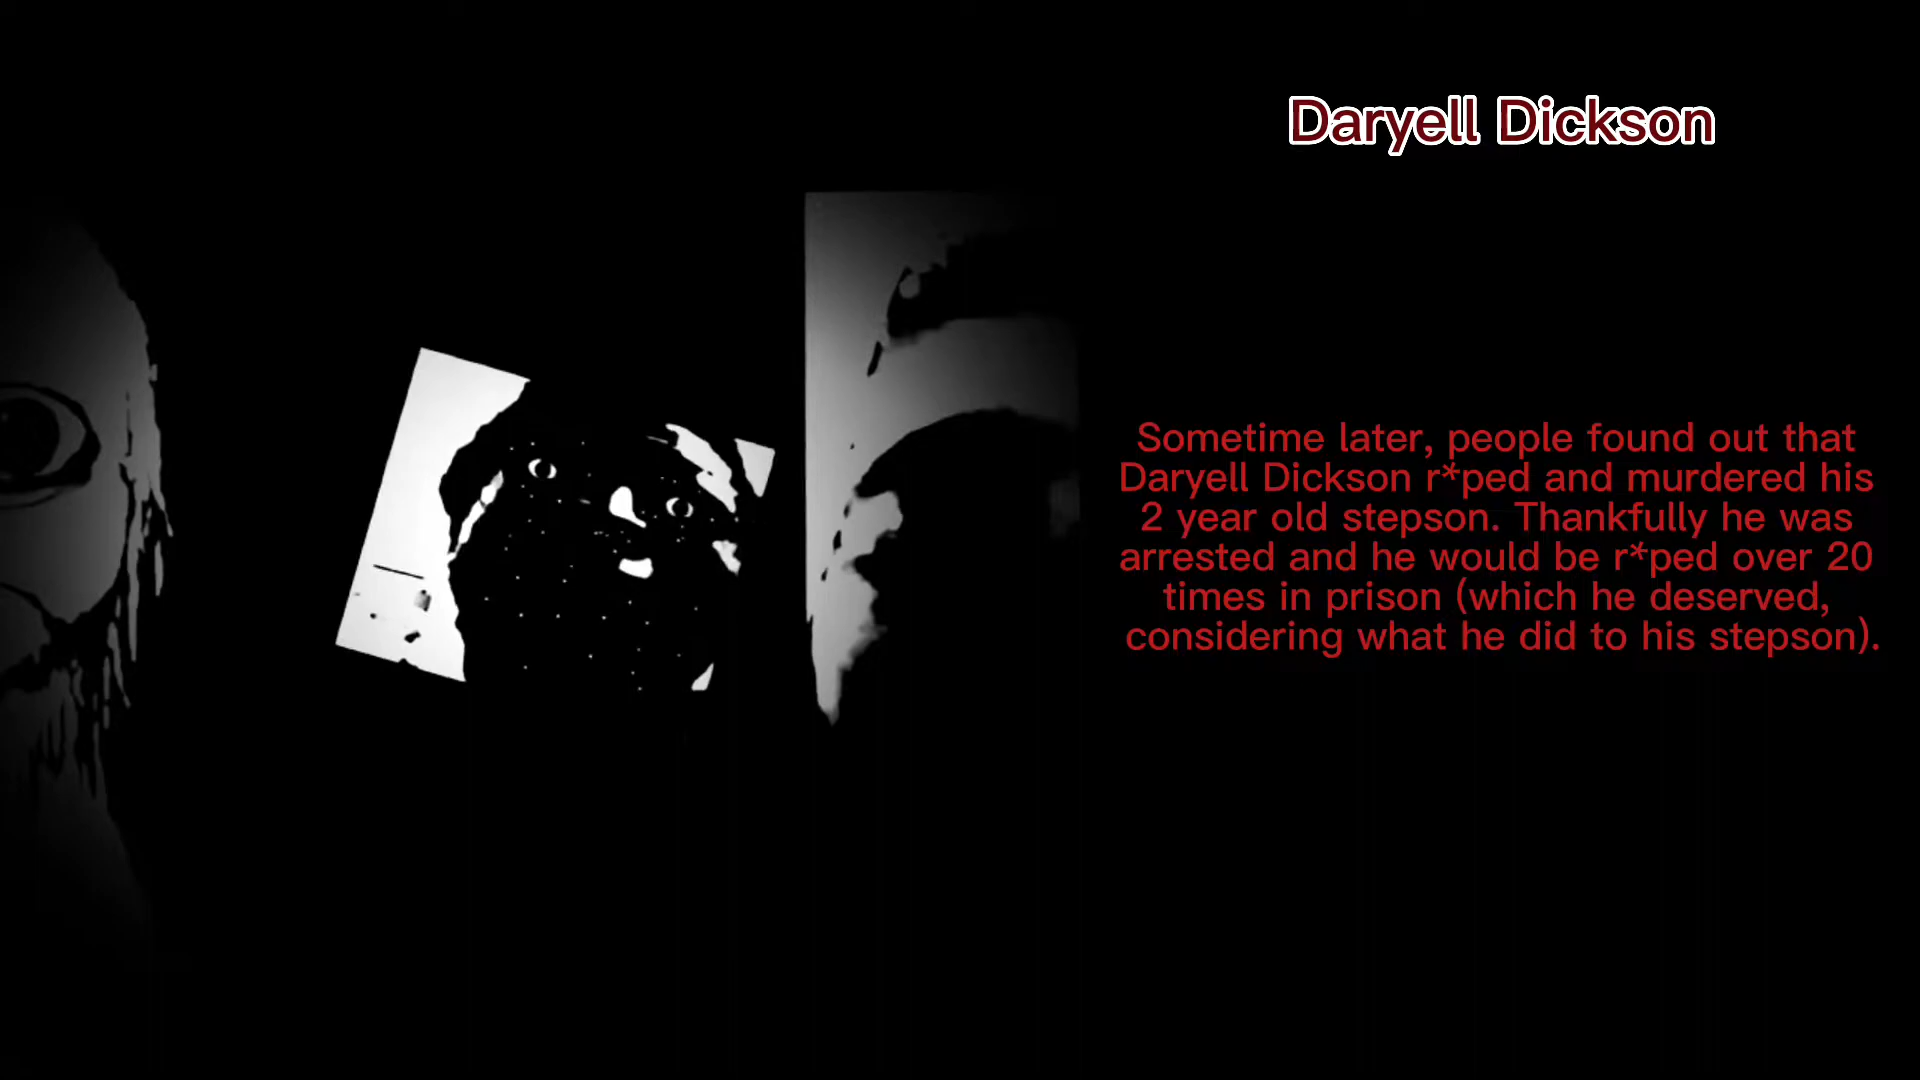 Daryell Dickson
Sometime later, people found out that
Daryell Dickson r*ped and murdered his
2 year old stepson. Thankfully he was
arrested and he would be r*ped over 20
times in prison (which he deserved,
considering what he did to his stepson).